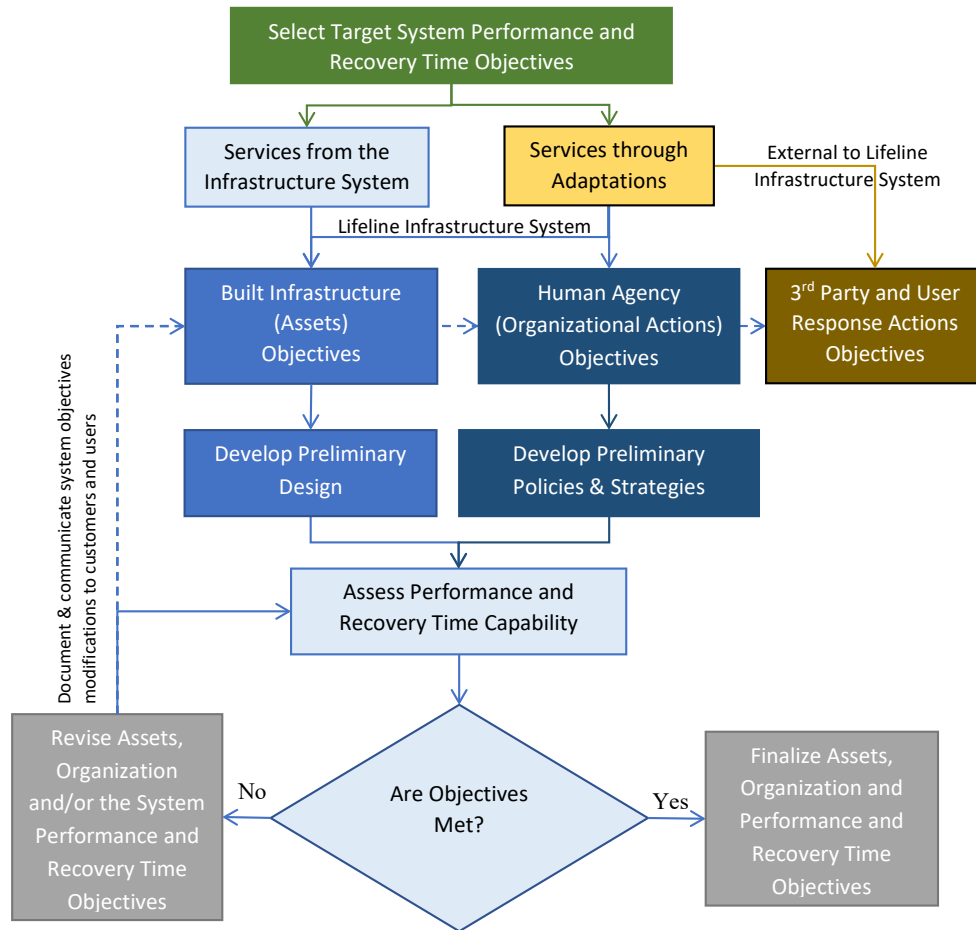 Select Target System Performance and
Recovery Time Objectives
Services from the
Infrastructure System
Services through
Adaptations
External to Lifeline
Infrastructure System
Lifeline Infrastructure System
Built Infrastructure
(Assets)
Objectives
Human Agency
(Organizational Actions)
Objectives
3rd Party and User
Response Actions
Objectives
Document & communicate system objectives
modifications to customers and users
Develop Preliminary
Design
Develop Preliminary
Policies & Strategies
Assess Performance and
Recovery Time Capability
Revise Assets,
Organization
and/or the System
Performance and
Recovery Time
Objectives
No
Are Objectives
Met?
Yes
Finalize Assets,
Organization and
Performance and
Recovery Time
Objectives